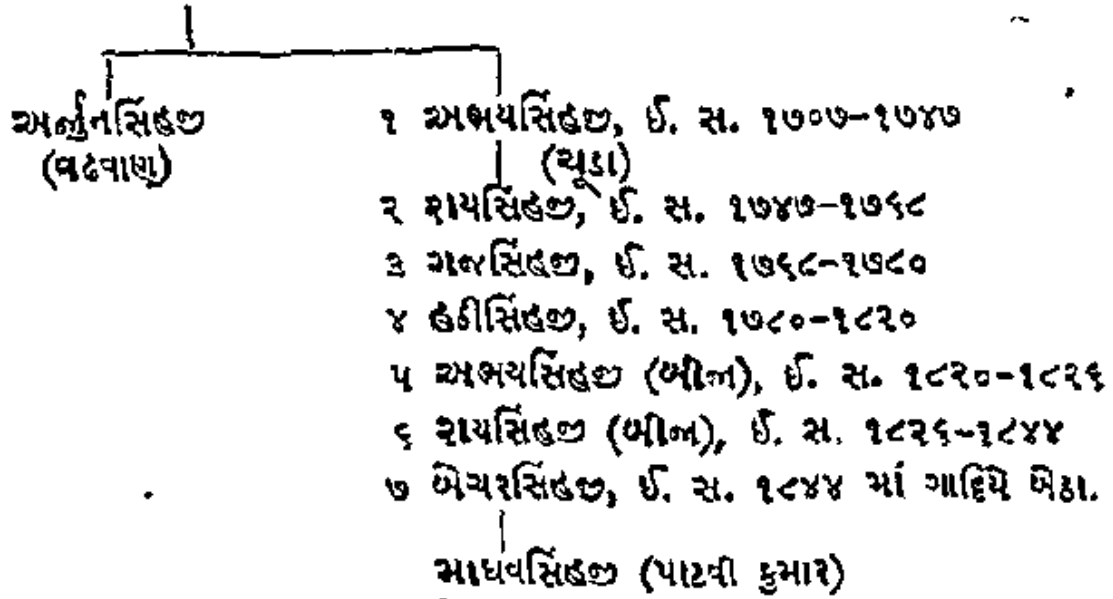 અર્જુનસિંહજી
(વઢવાણ)
૧ અભયસિંહજી, ઈ. સ. ૧૭૦૭-૧૭૪૭
(ચૂડા)
૨ રાયસિંહજી, ઈ. સ. ૧૭૪૭-૧૭૬૮
૩ ગજસિંહજી, ઈ. સ. ૧૭૬૮-૧૭૮૦
૪ હઠીસિંહજી, ઈ. સ. ૧૭૮૦-૧૮૨૦
૫ અભયસિંહજી (બીજા), ઈ. સ. ૧૮૨૦-૧૮૨૬
૬ રાયસિંહજી (બીજા), ઈ. સ. ૧૮૨૬-૧૮૪૪
૭ બેચરસિંહજી, ઈ. સ. ૧૮૪૪ માં ગાદિયે બેઠા.
માધવસિંહજી (પાટવી કુમાર)